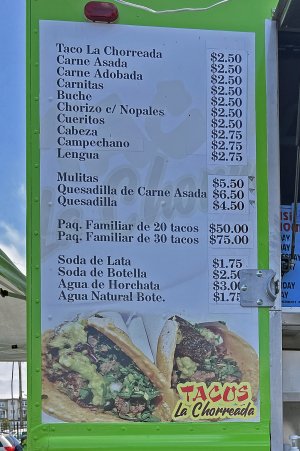 Taco La Chorreada $2.50
Carne Asada $2.50
Carne Adobada $2.50
Carnitas $2.50
Buche $2.50
Chorizo c/ Nopales $2.50
Cueritos $2.50
Cabeza $2.75
Campechano $2.75
Lengua $2.75
Mulitas $5.50
Quesadilla de Carne Asada $6.50
Quesadilla $4.50
Paq. Familiar de 20 tacos $50.00
Paq. Familiar de 30 tacos $75.00
Soda de Lata $1.75
Soda de Botella $2.50
Agua de Horchata $3.00
Agua Natural Bote. $1.75
TACOS
La Chorreada